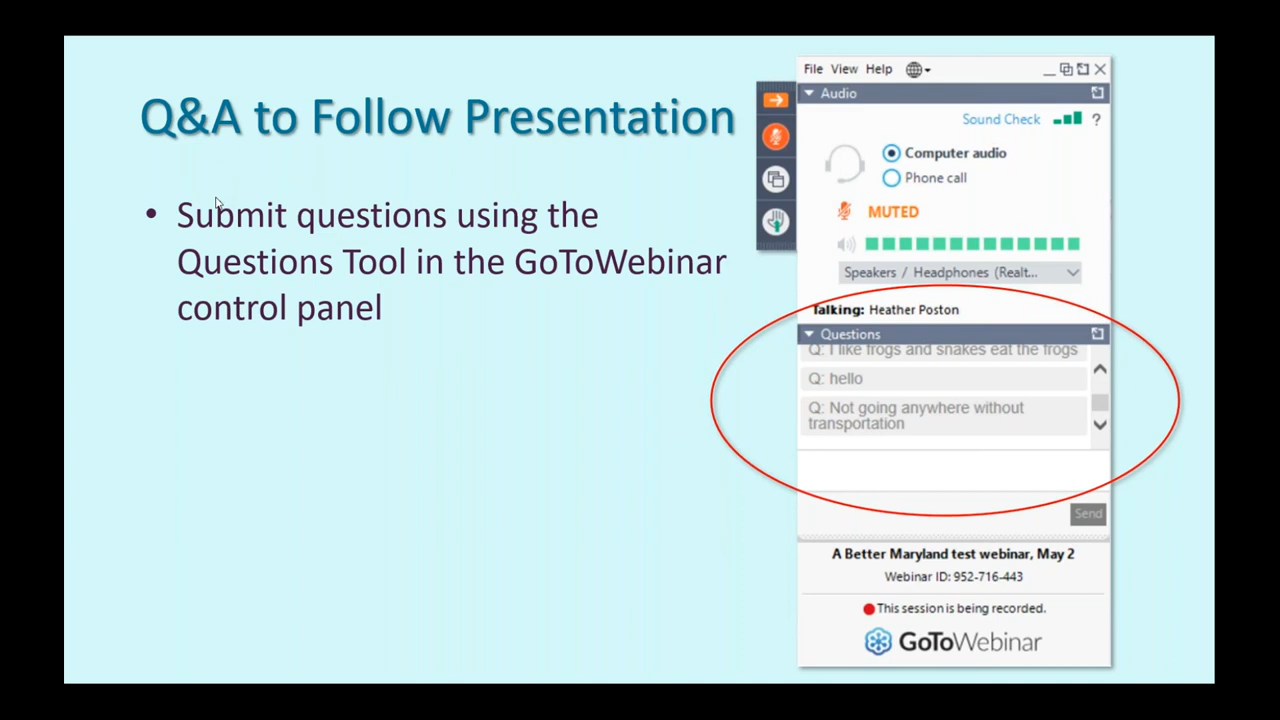 Q&A to Follow Presentation
• Submit questions using the
Questions Tool in the GoToWebinar
control panel
File View Help
Audio
Sound Check ?
Computer audio
Phone call
MUTED
Speakers / Headphones (Realt...
Talking: Heather Poston
Questions
Q: I like frogs and snakes eat the frogs
Q: hello
Q: Not going anywhere without
transportation
Send
A Better Maryland test webinar, May 2
Webinar ID: 952-716-443
This session is being recorded.
GoToWebinar